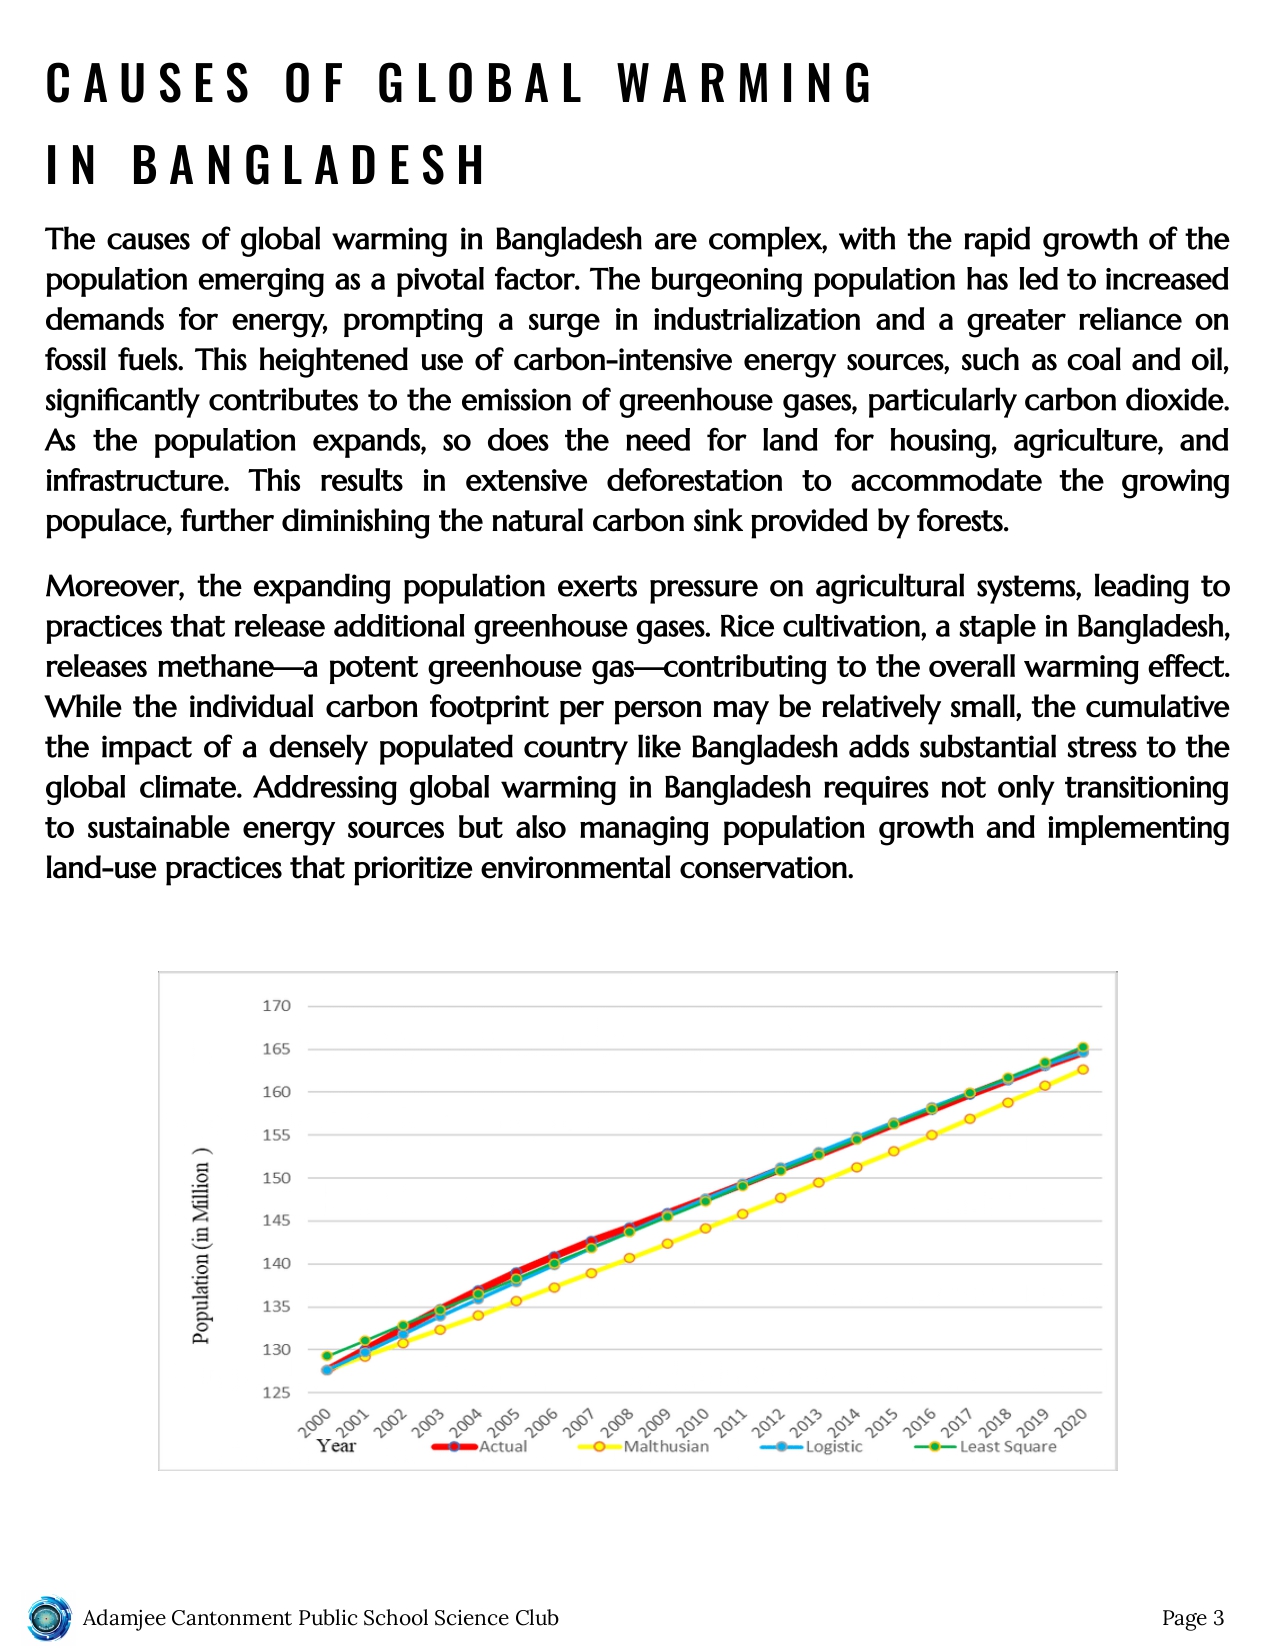 CAUSES OF GLOBAL WARMING
IN BANGLADESH
The causes of global warming in Bangladesh are complex, with the rapid growth of the
population emerging as a pivotal factor. The burgeoning population has led to increased
demands for energy, prompting a surge in industrialization and a greater reliance on
fossil fuels. This heightened use of carbon-intensive energy sources, such as coal and oil,
significantly contributes to the emission of greenhouse gases, particularly carbon dioxide.
As the population expands, so does the need for land for housing, agriculture, and
infrastructure. This results in extensive deforestation to accommodate the growing
populace, further diminishing the natural carbon sink provided by forests.
Moreover, the expanding population exerts pressure on agricultural systems, leading to
practices that release additional greenhouse gases. Rice cultivation, a staple in Bangladesh,
releases methane—a potent greenhouse gas—contributing to the overall warming effect.
While the individual carbon footprint per person may be relatively small, the cumulative
the impact of a densely populated country like Bangladesh adds substantial stress to the
global climate. Addressing global warming in Bangladesh requires not only transitioning
to sustainable energy sources but also managing population growth and implementing
land-use practices that prioritize environmental conservation.
170
165
160
155
150
145
140
135
130
125
Population (in Million )
2000 2001 2002 2003 2004 2005 2006 2007 2008 2009 2010 2011 2012 2013 2014 2015 2016 2017 2018 2019 2020
Year Actual Malthusian Logistic Least Square
Adamjee Cantonment Public School Science Club Page 3